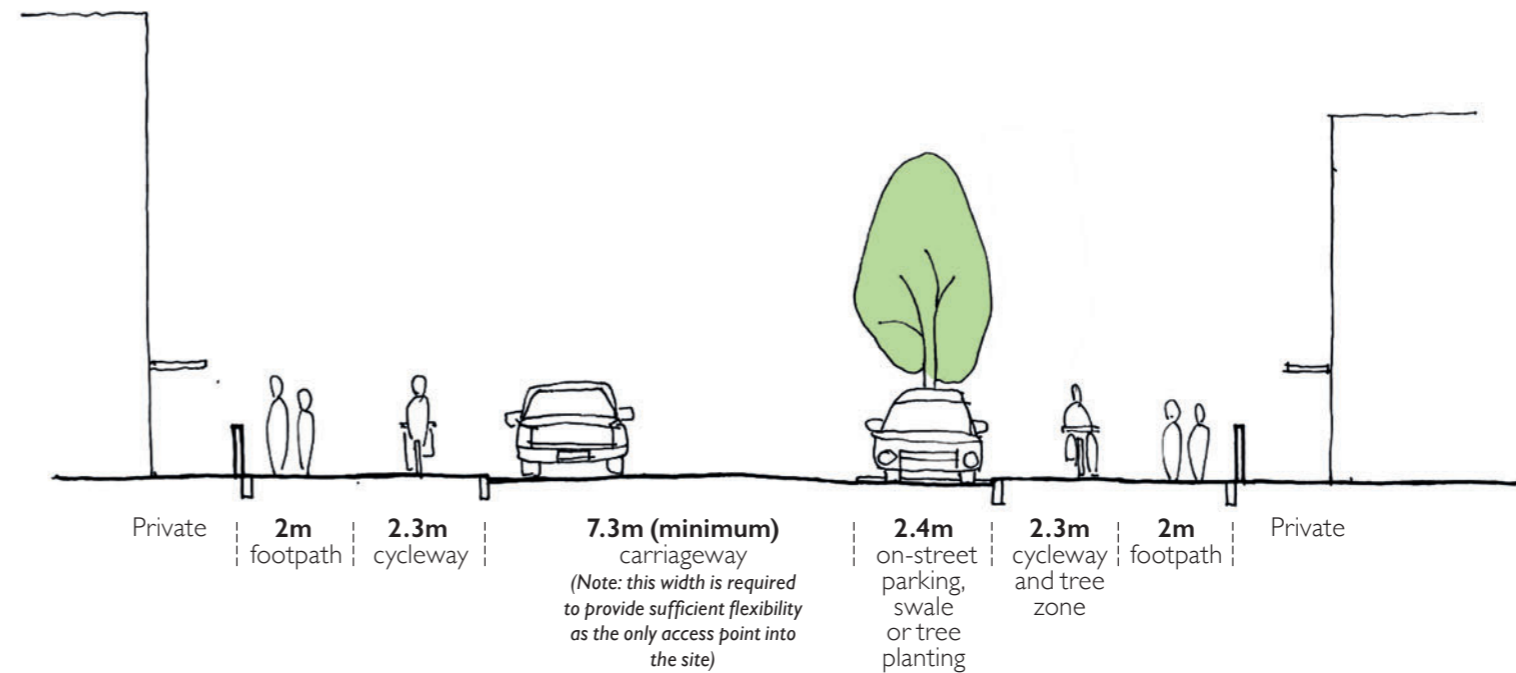 Private
2m
footpath
2.3m
cycleway
7.3m (minimum)
carriageway
(Note: this width is required
to provide sufficient flexibility
as the only access point into
the site)
2.4m
on-street
parking,
swale
or tree
planting
2.3m
cycleway
and tree
zone
2m
footpath
Private